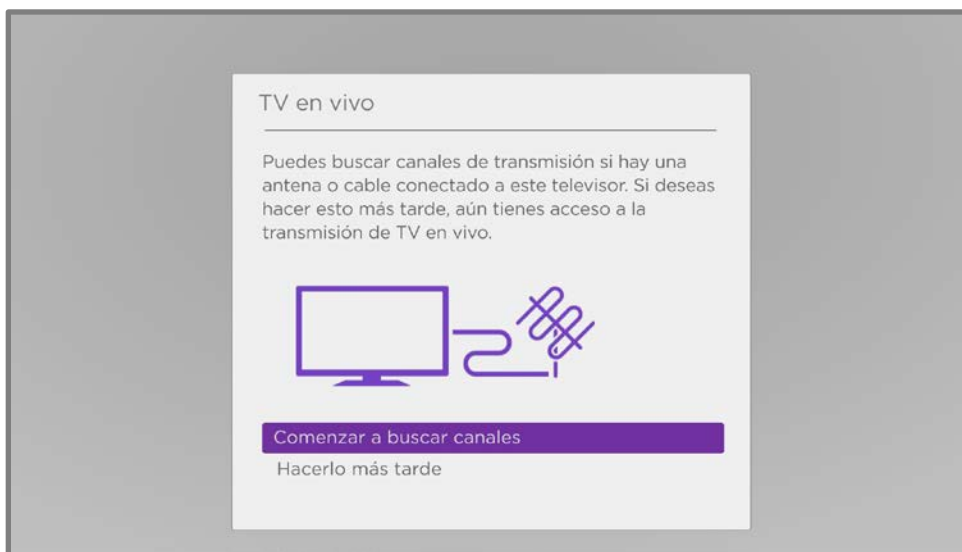 TV en vivo
Puedes buscar canales de transmisión si hay una
antena o cable conectado a este televisor. Si deseas
hacer esto más tarde, aún tienes acceso a la
transmisión de TV en vivo.
Comenzar a buscar canales
Hacerlo más tarde